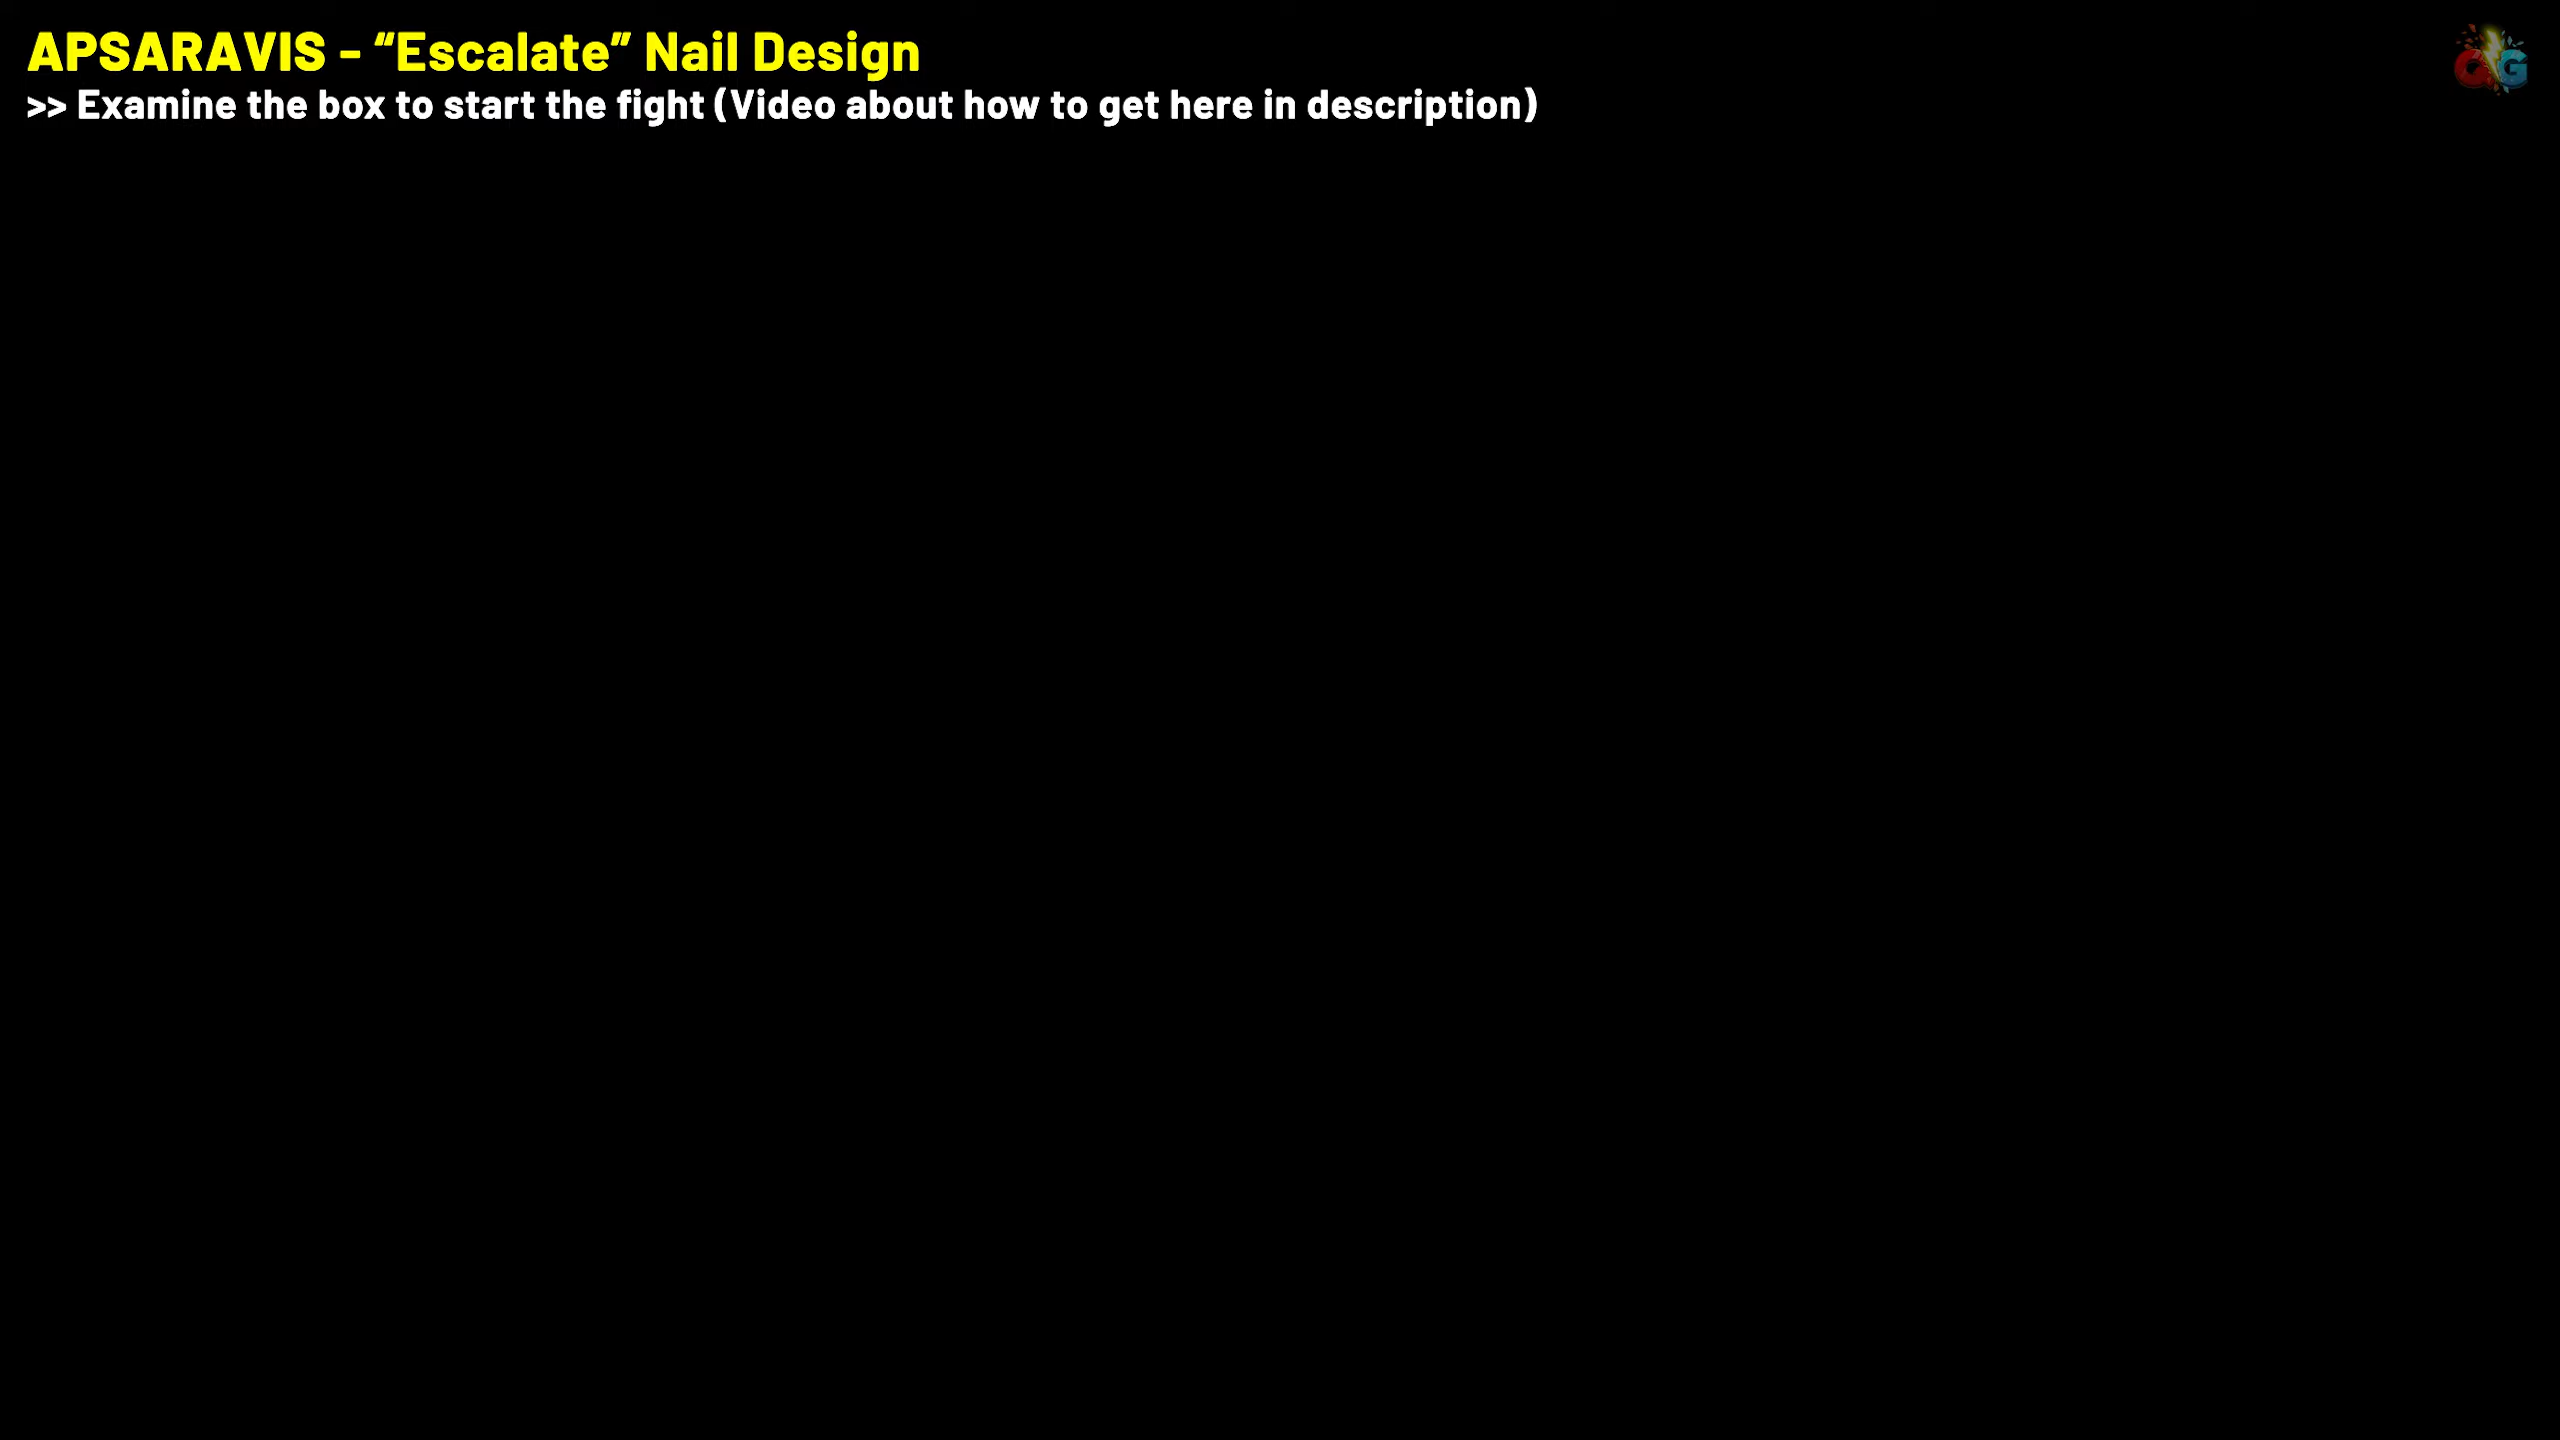 APSARAVIS - “Escalate” Nail Design
>> Examine the box to start the fight (Video about how to get here in description)
CG